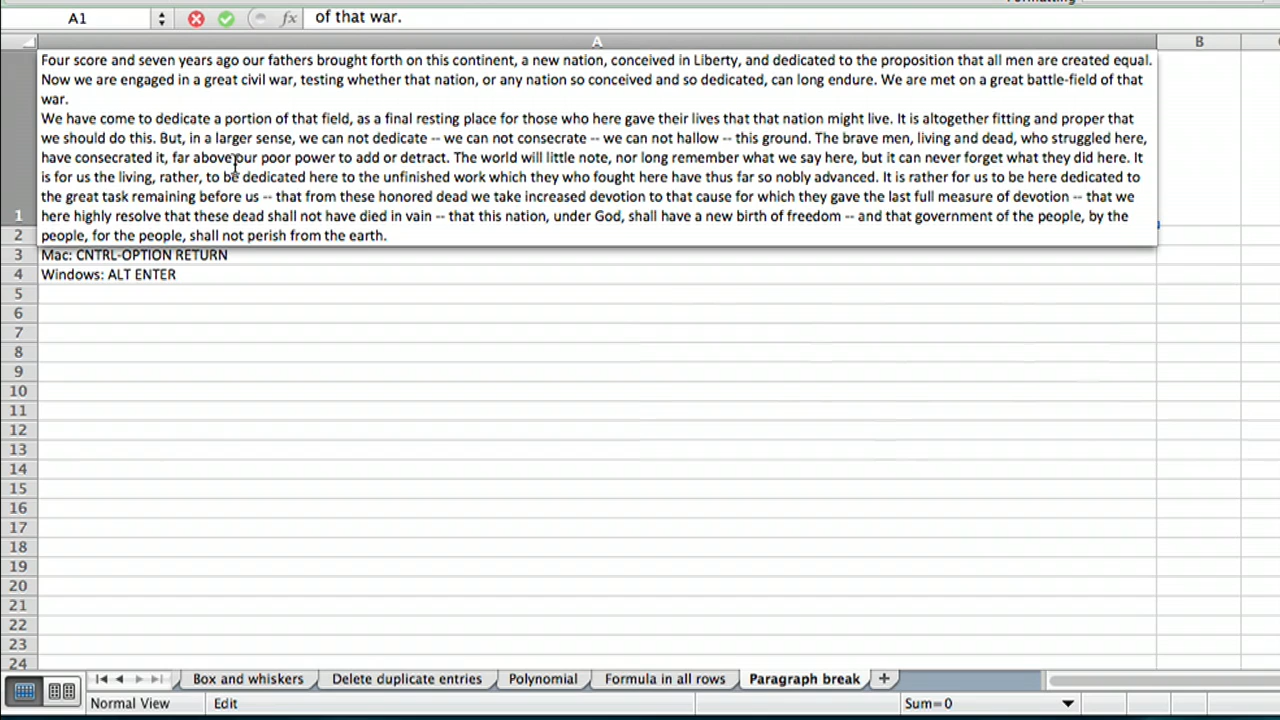 A1
fx
of that war.
A
B
Four score and seven years ago our fathers brought forth on this continent, a new nation, conceived in Liberty, and dedicated to the proposition that all men are created equal.
Now we are engaged in a great civil war, testing whether that nation, or any nation so conceived and so dedicated, can long endure. We are met on a great battle-field of that
war.
We have come to dedicate a portion of that field, as a final resting place for those who here gave their lives that that nation might live. It is altogether fitting and proper that
we should do this. But, in a larger sense, we can not dedicate -- we can not consecrate -- we can not hallow -- this ground. The brave men, living and dead, who struggled here,
have consecrated it, far above our poor power to add or detract. The world will little note, nor long remember what we say here, but it can never forget what they did here. It
is for us the living, rather, to be dedicated here to the unfinished work which they who fought here have thus far so nobly advanced. It is rather for us to be here dedicated to
the great task remaining before us -- that from these honored dead we take increased devotion to that cause for which they gave the last full measure of devotion -- that we
here highly resolve that these dead shall not have died in vain -- that this nation, under God, shall have a new birth of freedom -- and that government of the people, by the
1
people, for the people, shall not perish from the earth.
2
3 Mac: CNTRL-OPTION RETURN
4 Windows: ALT ENTER
5
6
7
8
9
10
11
12
13
14
15
16
17
18
19
20
21
22
23
24
Box and whiskers Delete duplicate entries Polynomial Formula in all rows Paragraph break +
Normal View Edit Sum=0